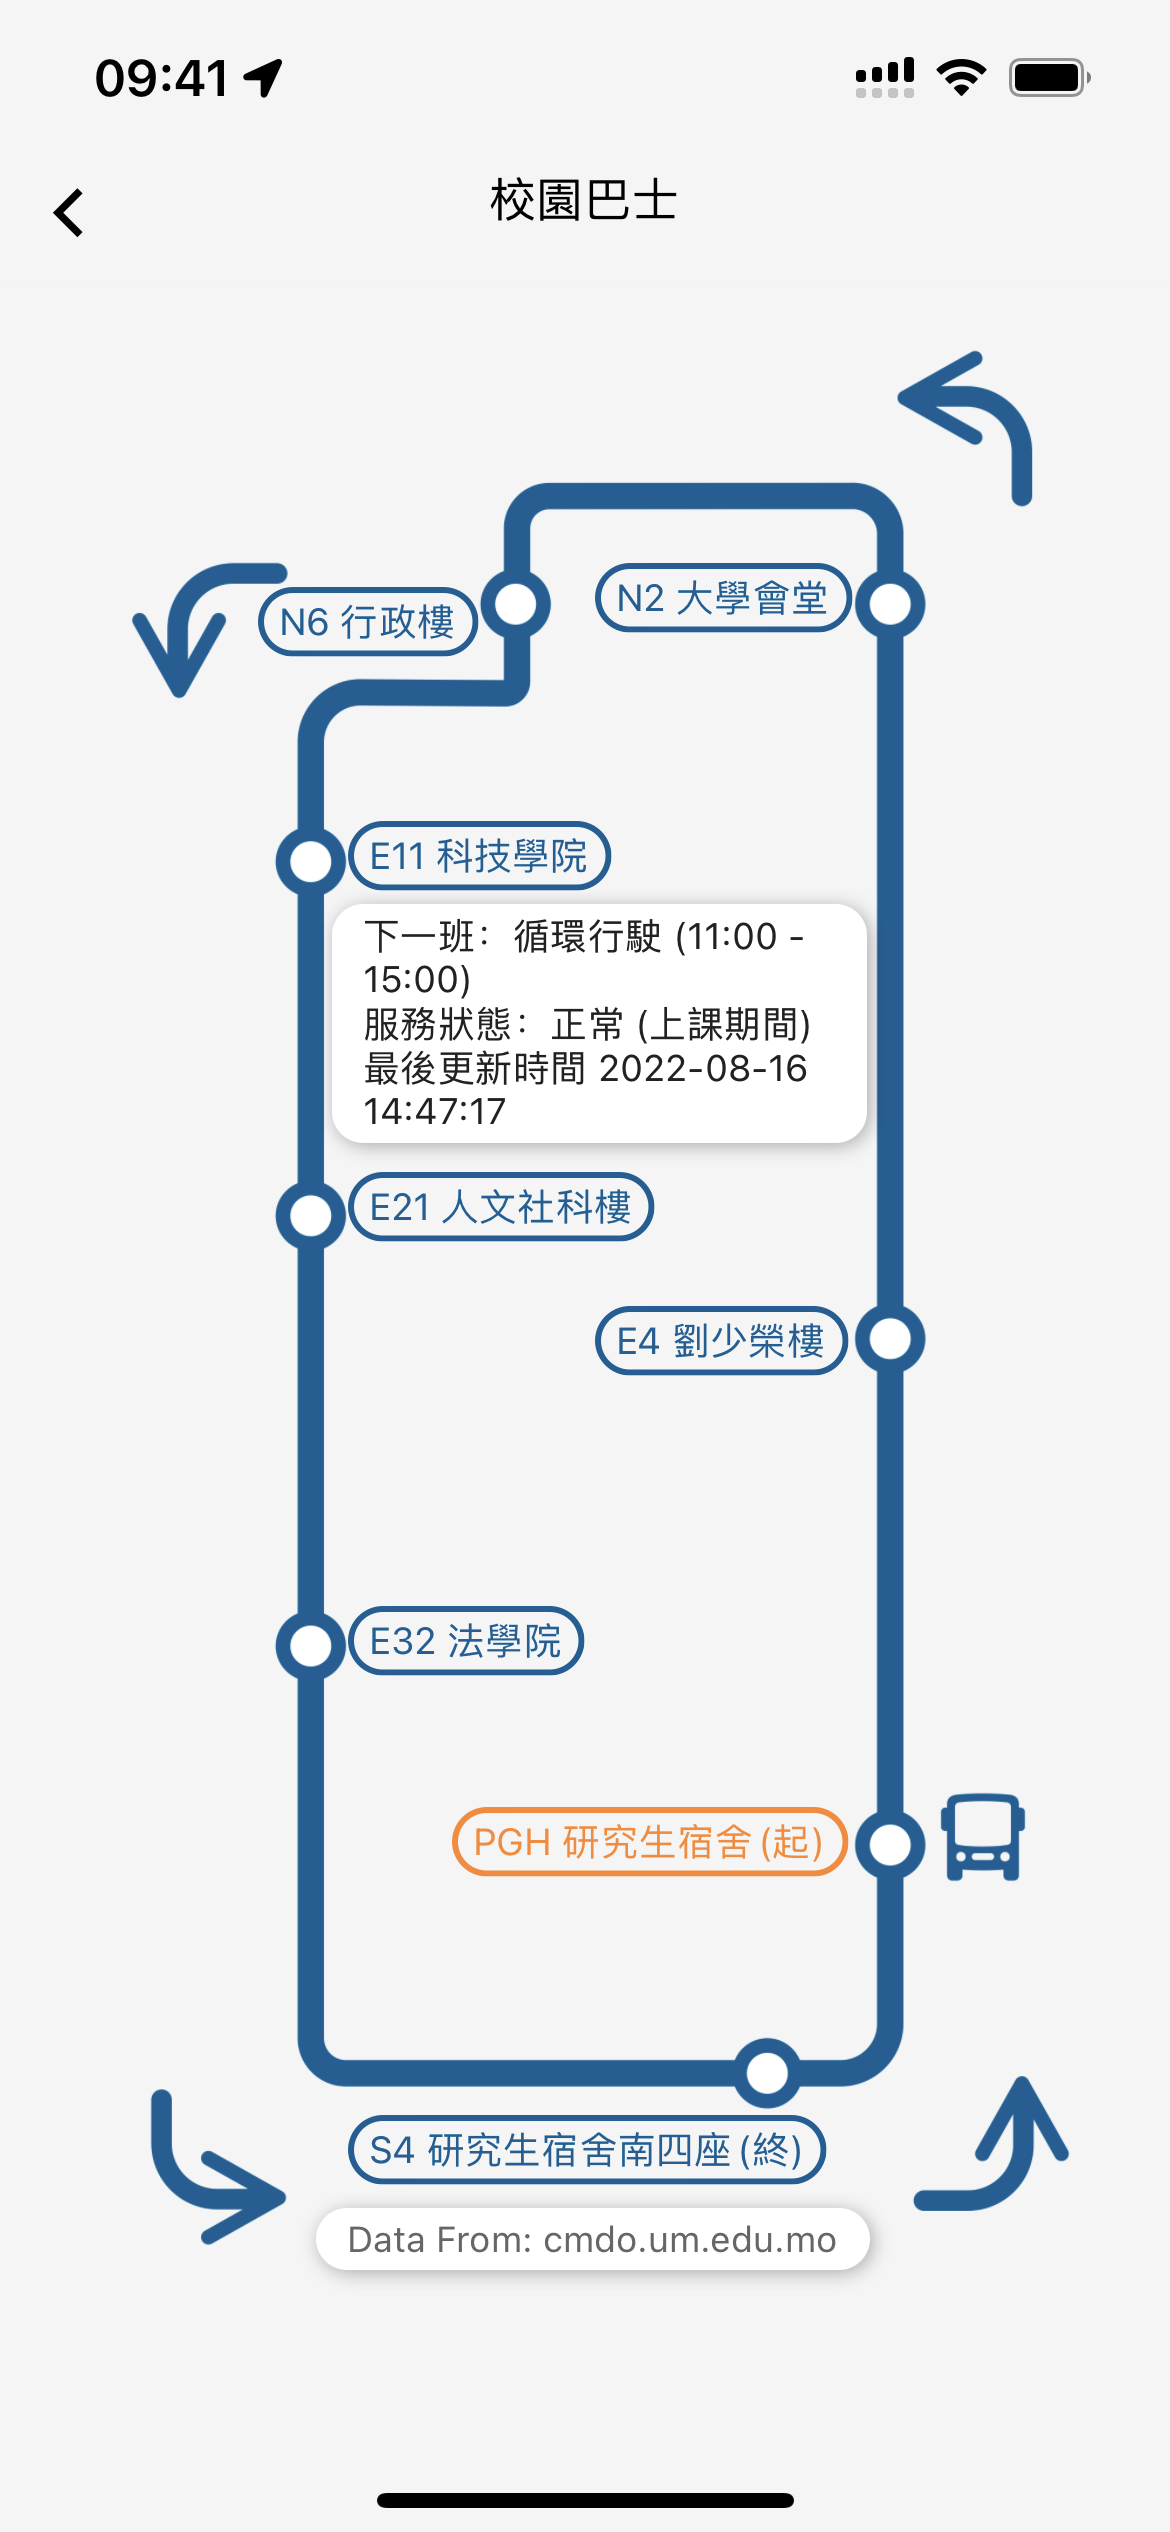 09:41
校園巴士
N2 大學會堂
N6 行政樓
E11 科技學院
下一班：循環行駛 (11:00 -
15:00)
服務狀態：正常 (上課期間)
最後更新時間 2022-08-16
14:47:17
E21 人文社科樓
E4 劉少榮樓
E32 法學院
PGH 研究生宿舍 (起)
S4 研究生宿舍南四座 (終)
Data From: cmdo.um.edu.mo